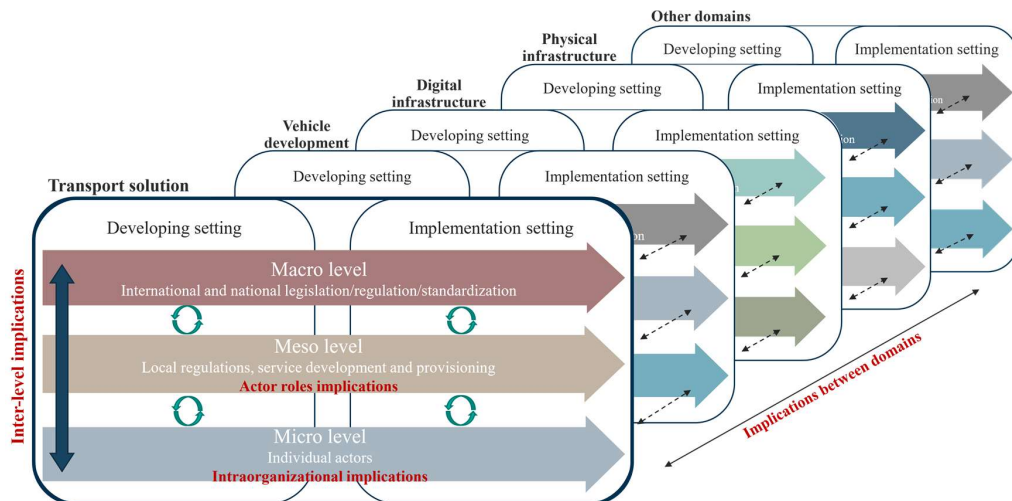 Other domains
Developing setting
Implementation setting
Physical
infrastructure
Developing setting
Implementation setting
Digital
infrastructure
Developing setting
Implementation setting
Vehicle
development
Developing setting
Implementation setting
Transport solution
Developing setting
Implementation setting
Macro level
International and national legislation/regulation/standardization
Meso level
Local regulations, service development and provisioning
Actor roles implications
Micro level
Individual actors
Intraorganizational implications
Inter-level implications
Implications between domains